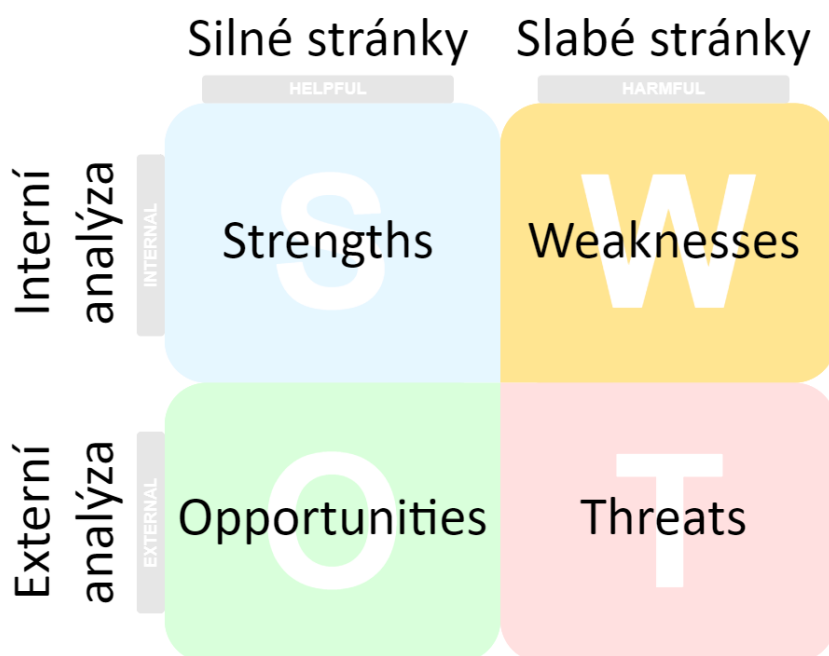 Silné stránky
Slabé stránky
HELPFUL
HARMFUL
Interní
analýza
INTERNAL
S
Strengths
W
Weaknesses
Externí
analýza
EXTERNAL
O
Opportunities
T
Threats